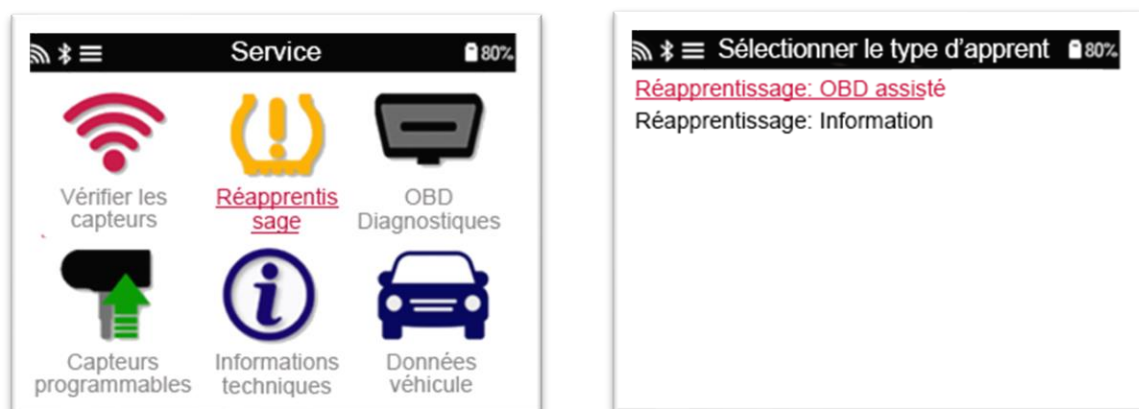 Service
80%
Vérifier les
capteurs
Réapprentis
sage
OBD
Diagnostiques
Capteurs
programmables
Informations
techniques
Données
véhicule
Sélectionner le type d'apprent
80%
Réapprentissage: OBD assisté
Réapprentissage: Information